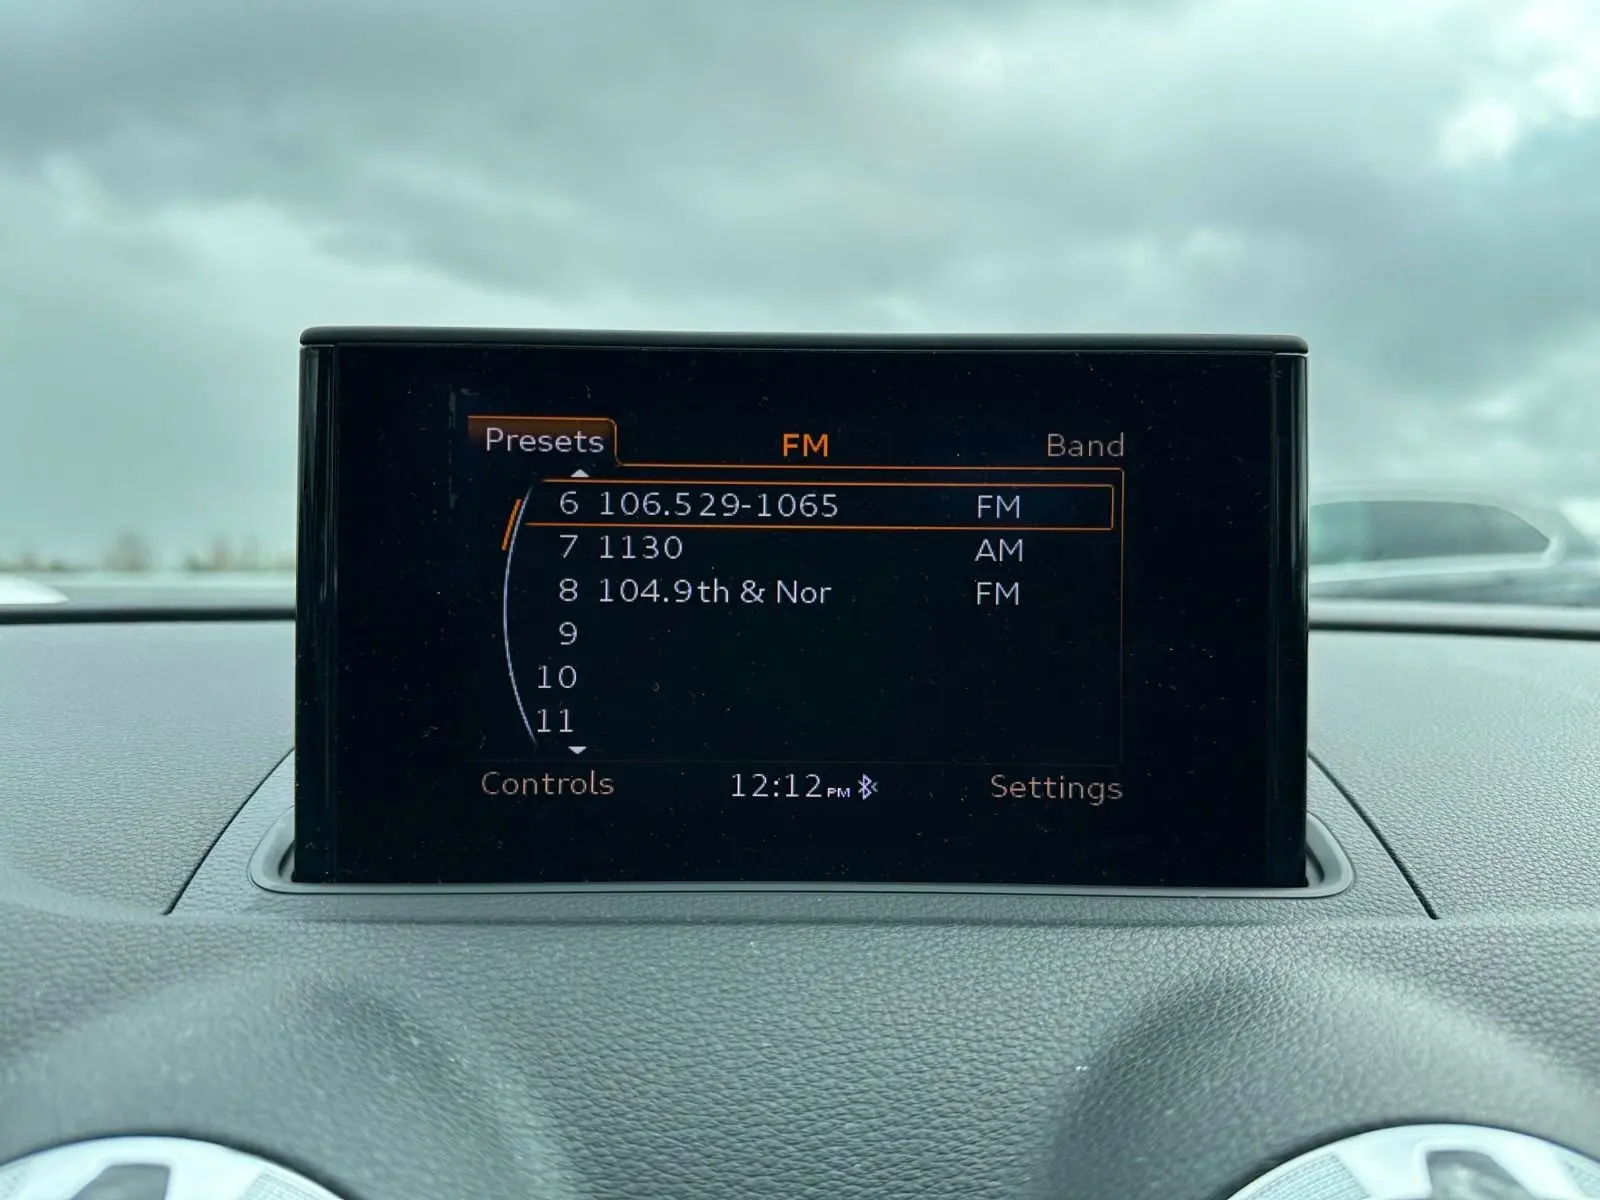 Presets FM Band
6 106.529-1065 FM
7 1130 AM
8 104.9th & Nor FM
9
10
11
Controls 12:12 PM Settings